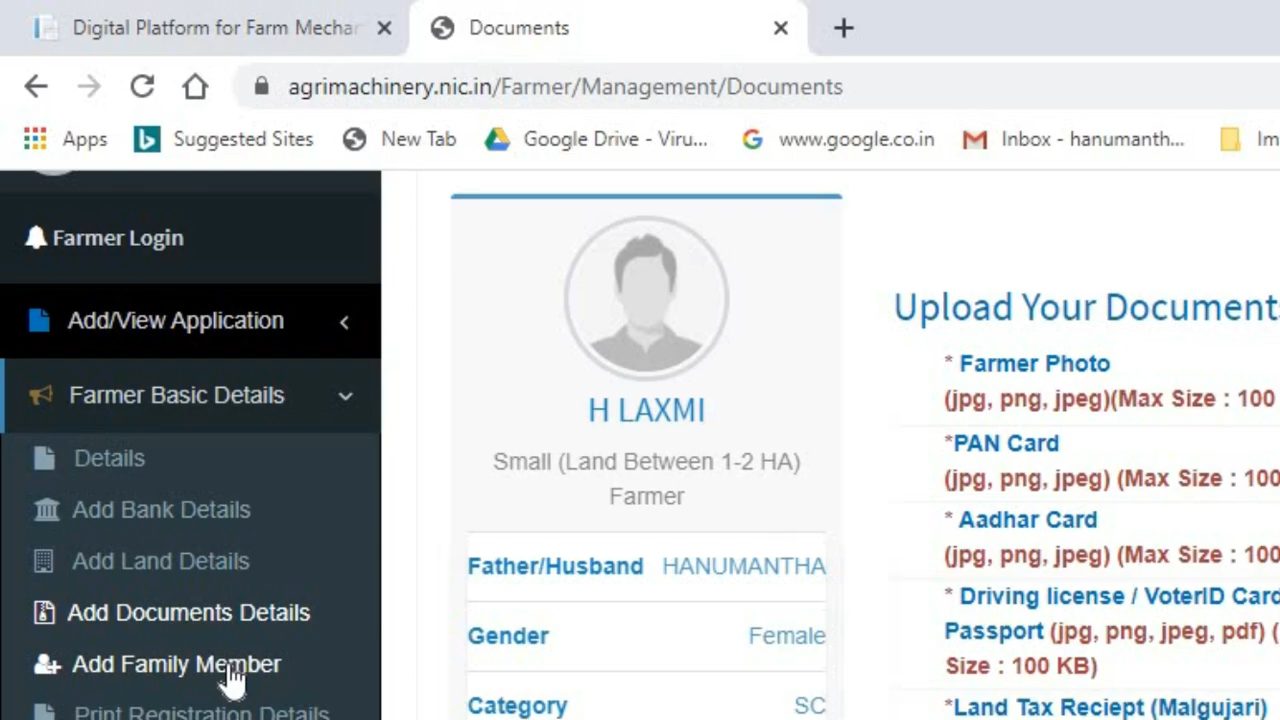 Digital Platform for Farm Mechar
Documents
agrimachinery.nic.in/Farmer/Management/Documents
Apps
Suggested Sites
New Tab
Google Drive - Viru...
www.google.co.in
Inbox - hanumanth...
Im
Farmer Login
Add/View Application
Farmer Basic Details
Details
Add Bank Details
Add Land Details
Add Documents Details
Add Family Member
Print Registration Details
H LAXMI
Small (Land Between 1-2 HA)
Farmer
Father/Husband HANUMANTHA
Gender Female
Category SC
Upload Your Documents
* Farmer Photo
(jpg, png, jpeg)(Max Size : 100
*PAN Card
(jpg, png, jpeg) (Max Size : 100
* Aadhar Card
(jpg, png, jpeg) (Max Size : 100
* Driving license / VoterID Card
Passport (jpg, png, jpeg, pdf) (
Size : 100 KB)
*Land Tax Reciept (Malgujari)